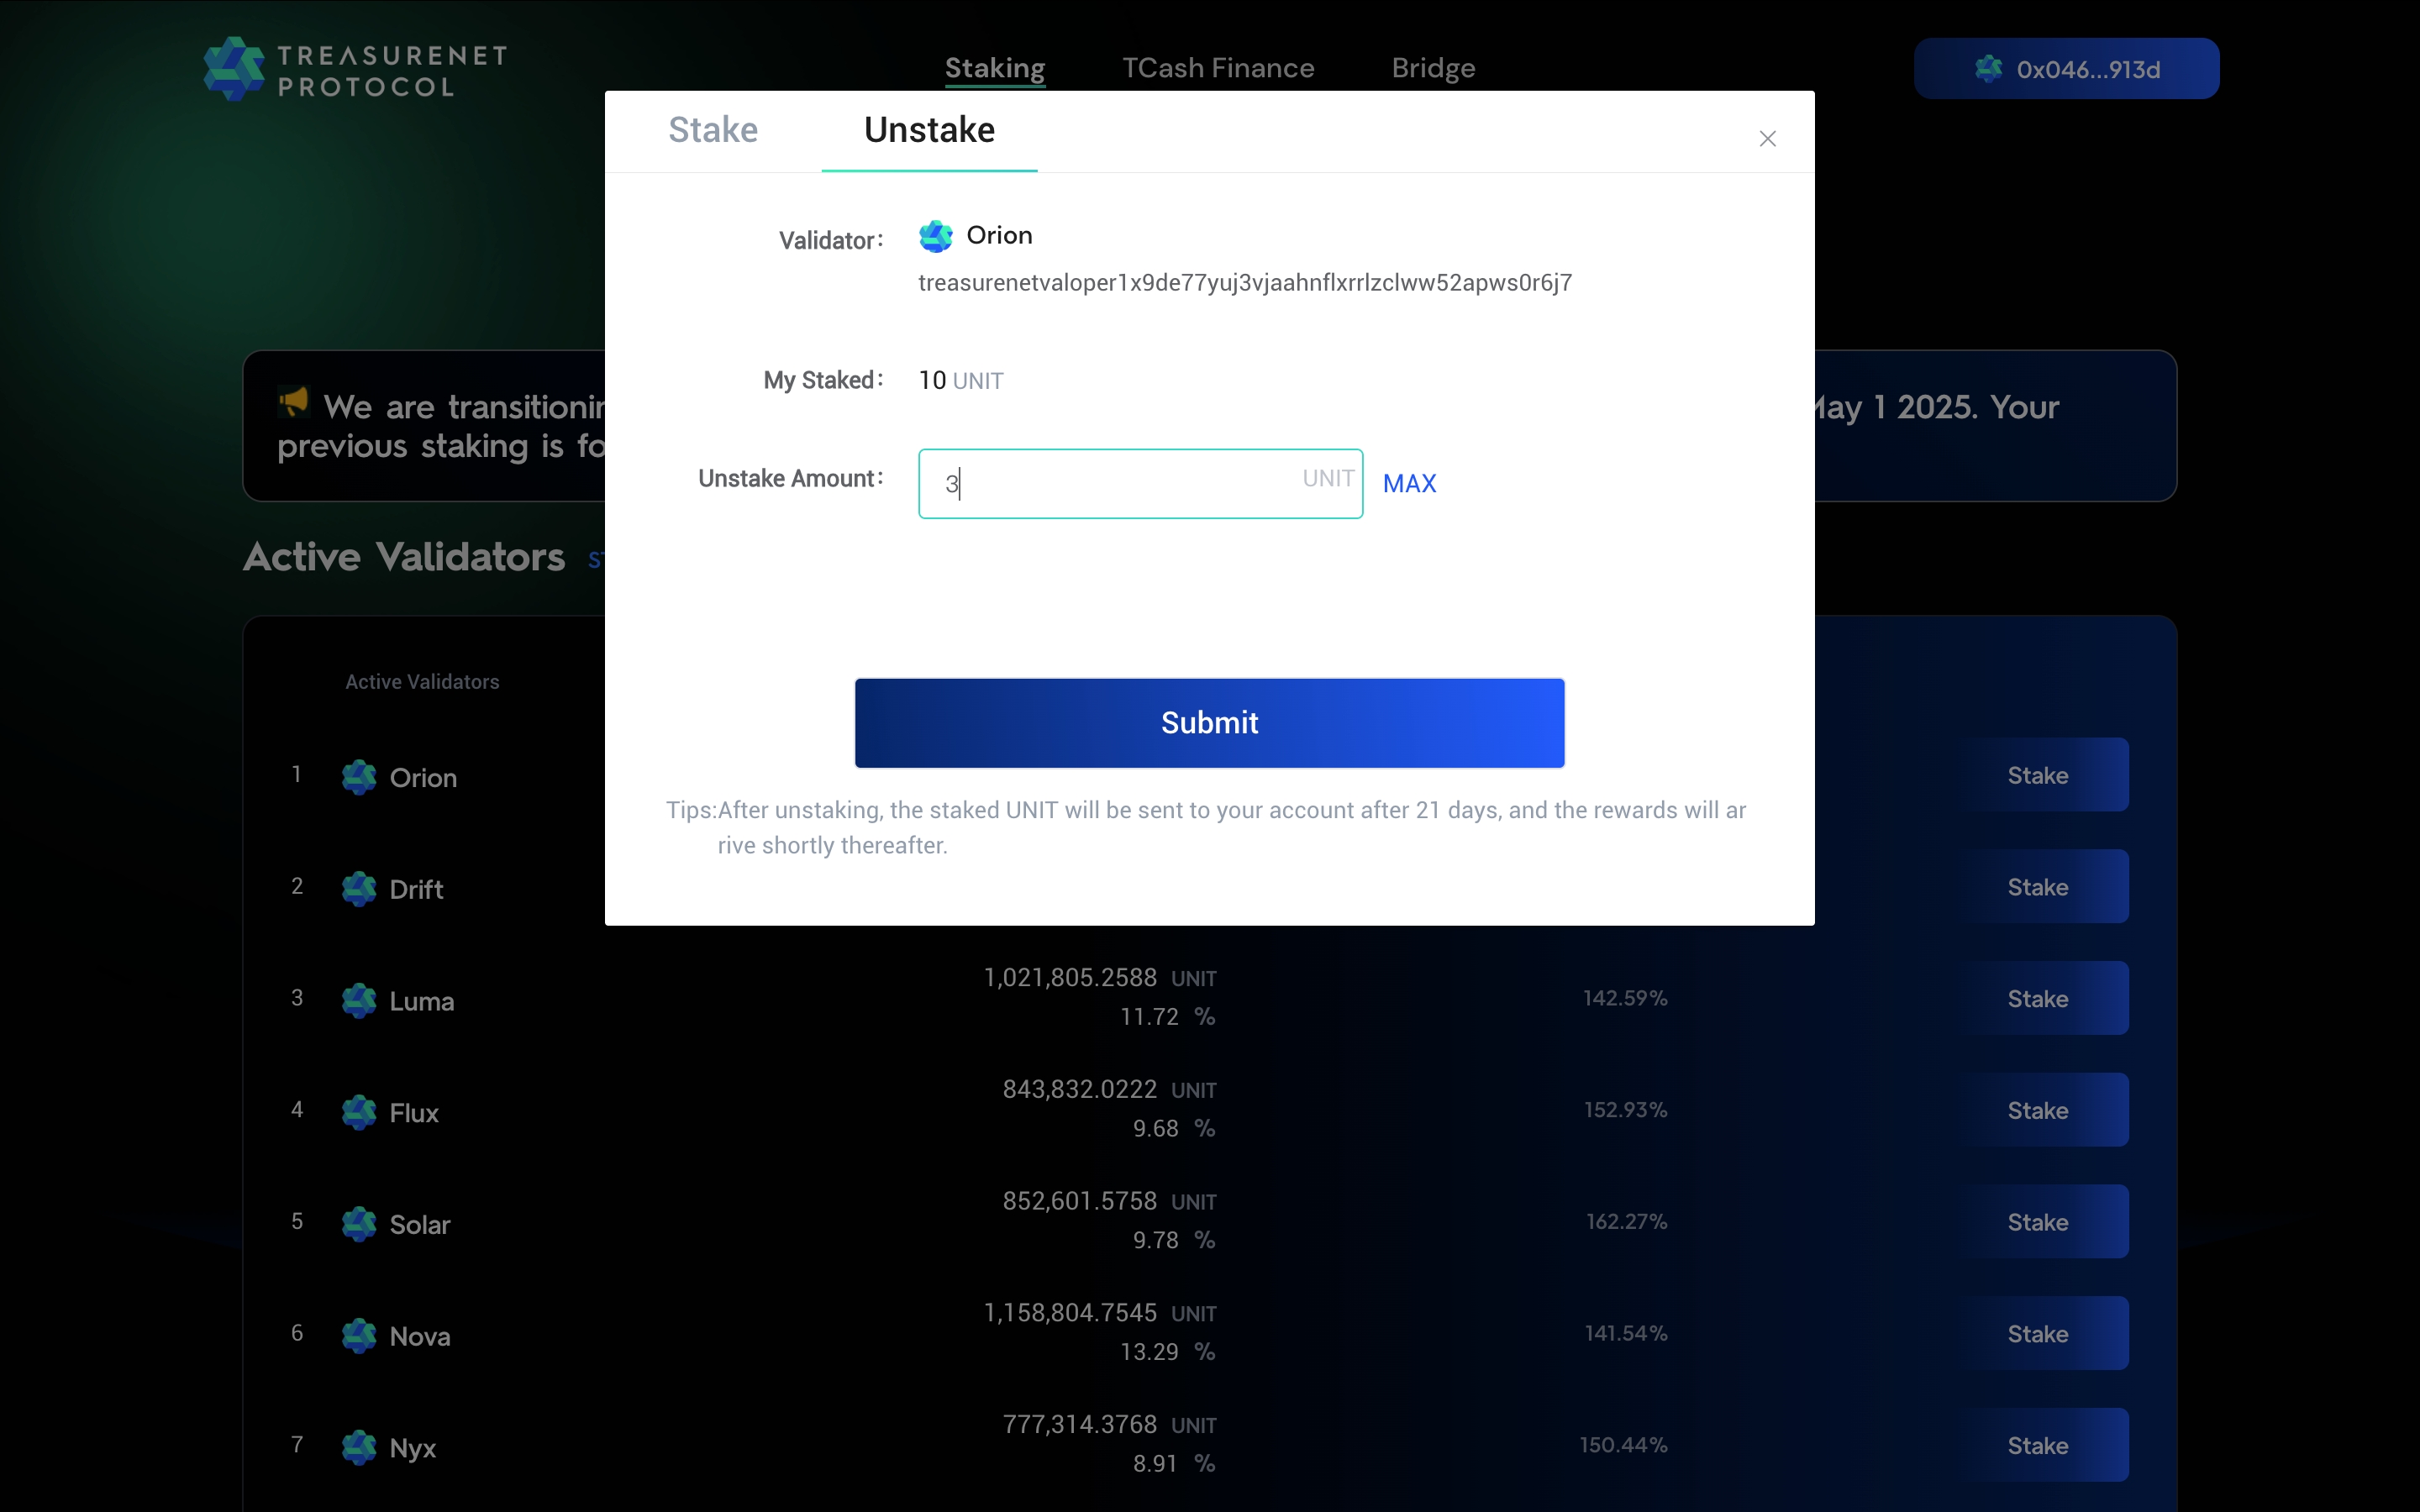 TREASURENET
PROTOCOL
Staking
TCash Finance
Bridge
0x046...913d
Stake
Unstake
Validator:
Orion
treasurenetvaloper1x9de77yuj3vjaahnflxrrlzclww52apws0r6j7
My Staked:
10 UNIT
Unstake Amount:
3
UNIT
MAX
Submit
Tips:After unstaking, the staked UNIT will be sent to your account after 21 days, and the rewards will ar
rive shortly thereafter.
We are
May 1 2025. Your
previous staking is
Active Validators
Active Validators
1
Orion
Stake
2
Drift
Stake
3
Luma
1,021,805.2588 UNIT
11.72 %
142.59%
Stake
4
Flux
843,832.0222 UNIT
9.68 %
152.93%
Stake
5
Solar
852,601.5758 UNIT
9.78 %
162.27%
Stake
6
Nova
1,158,804.7545 UNIT
13.29 %
141.54%
Stake
7
Nyx
777,314.3768 UNIT
8.91 %
150.44%
Stake